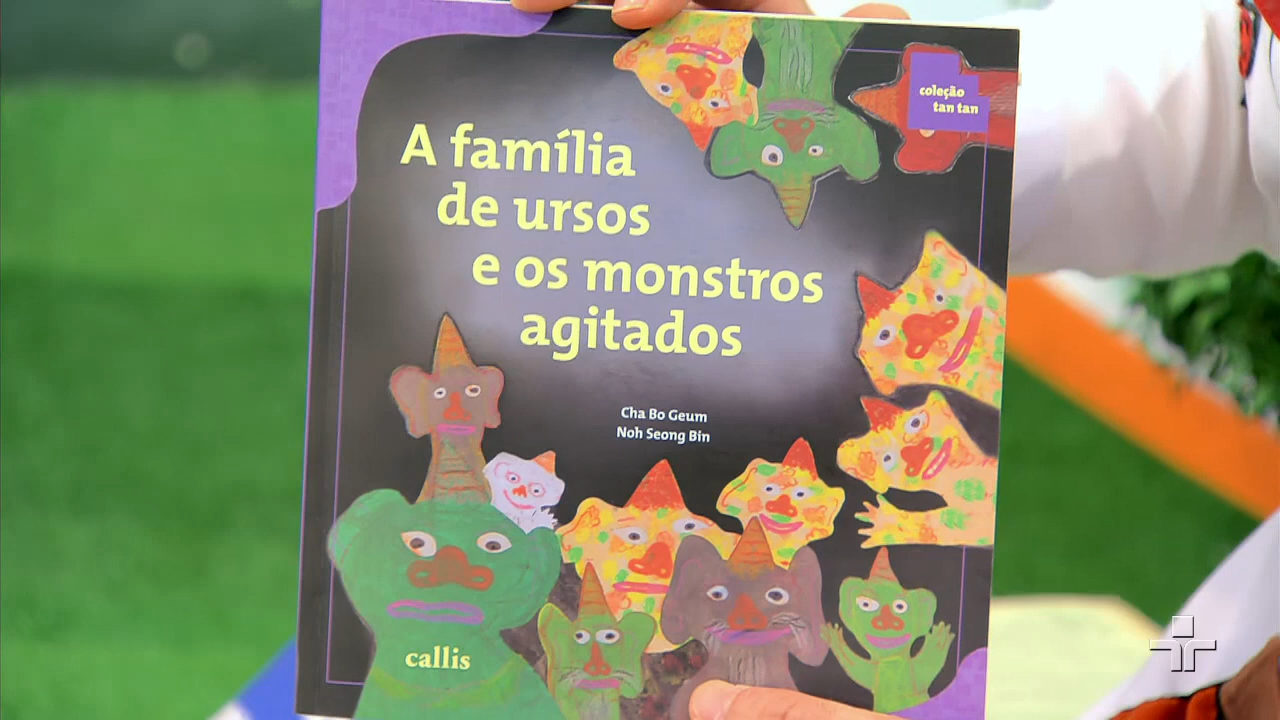 coleção
tan tan
A família
de ursos
e os monstros
agitados
Cha Bo Geum
Noh Seong Bin
callis